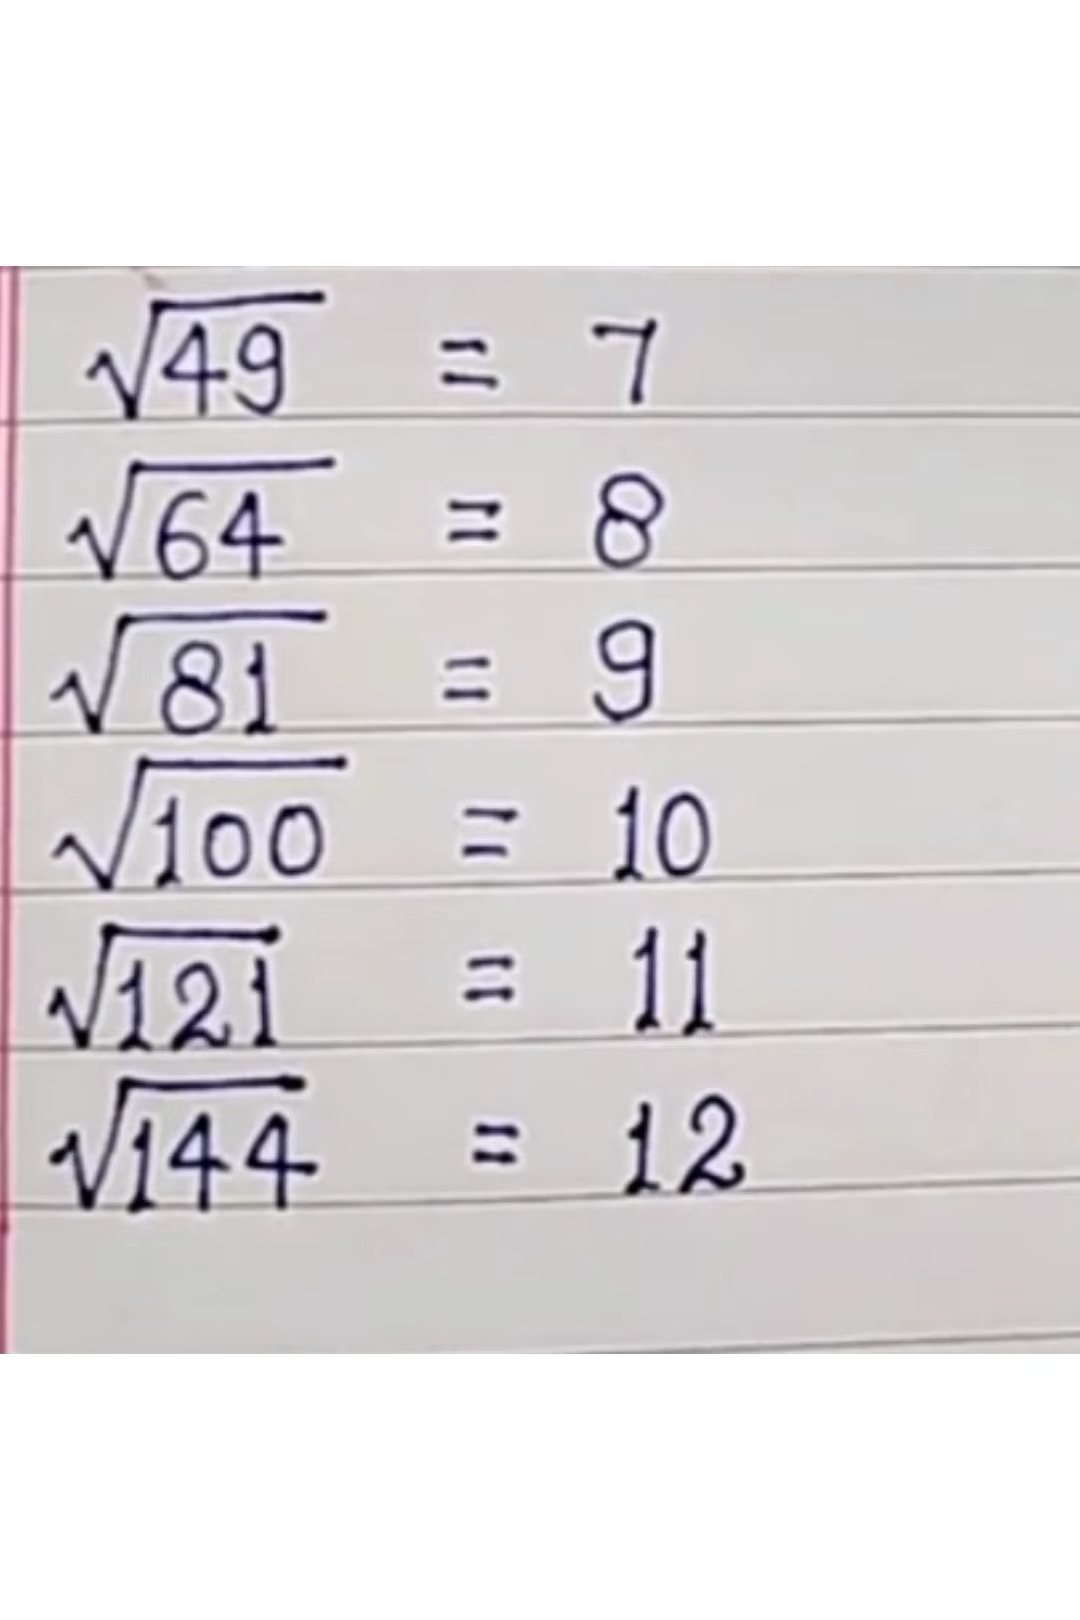 √49 = 7
√64 = 8
√81 = 9
√100 = 10
√121 = 11
√144 = 12